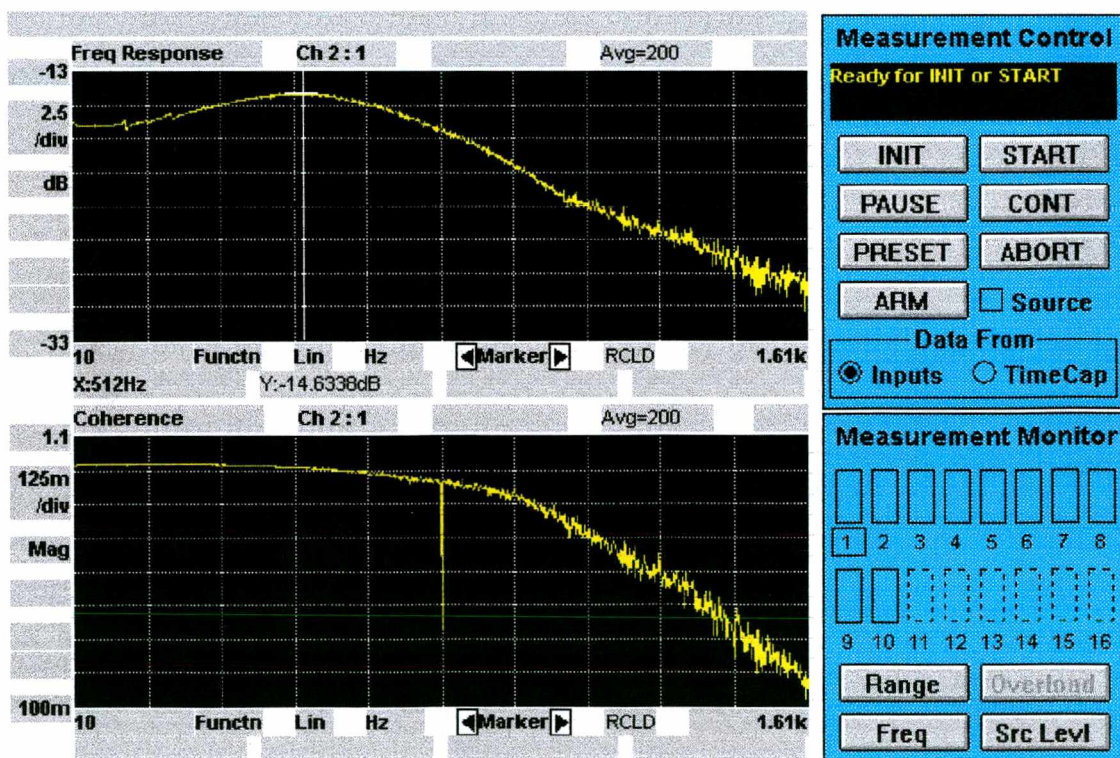 Freq Response Ch 2 : 1 Avg=200
-13
2.5
/div
dB
-33
10 Functn Lin Hz Marker RCLD 1.61k
X:512Hz Y:-14.6338dB
Coherence Ch 2 : 1 Avg=200
1.1
125m
/div
Mag
100m
10 Functn Lin Hz Marker RCLD 1.61k
Measurement Control
Ready for INIT or START
INIT START
PAUSE CONT
PRESET ABORT
ARM Source
Data From
Inputs TimeCap
Measurement Monitor
1 2 3 4 5 6 7 8
9 10 11 12 13 14 15 16
Range Overload
Freq Src Levl